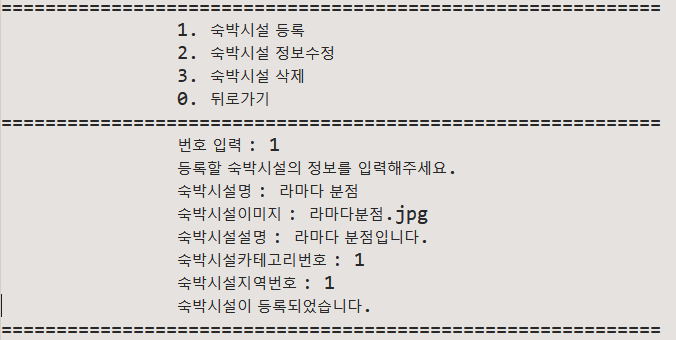 ============================================================
1. 숙박시설 등록
2. 숙박시설 정보수정
3. 숙박시설 삭제
0. 뒤로가기
============================================================
번호 입력 : 1
등록할 숙박시설의 정보를 입력해주세요.
숙박시설명 : 라마다 분점
숙박시설이미지 : 라마다분점.jpg
숙박시설설명 : 라마다 분점입니다.
숙박시설카테고리번호 : 1
숙박시설지역번호 : 1
숙박시설이 등록되었습니다.
============================================================